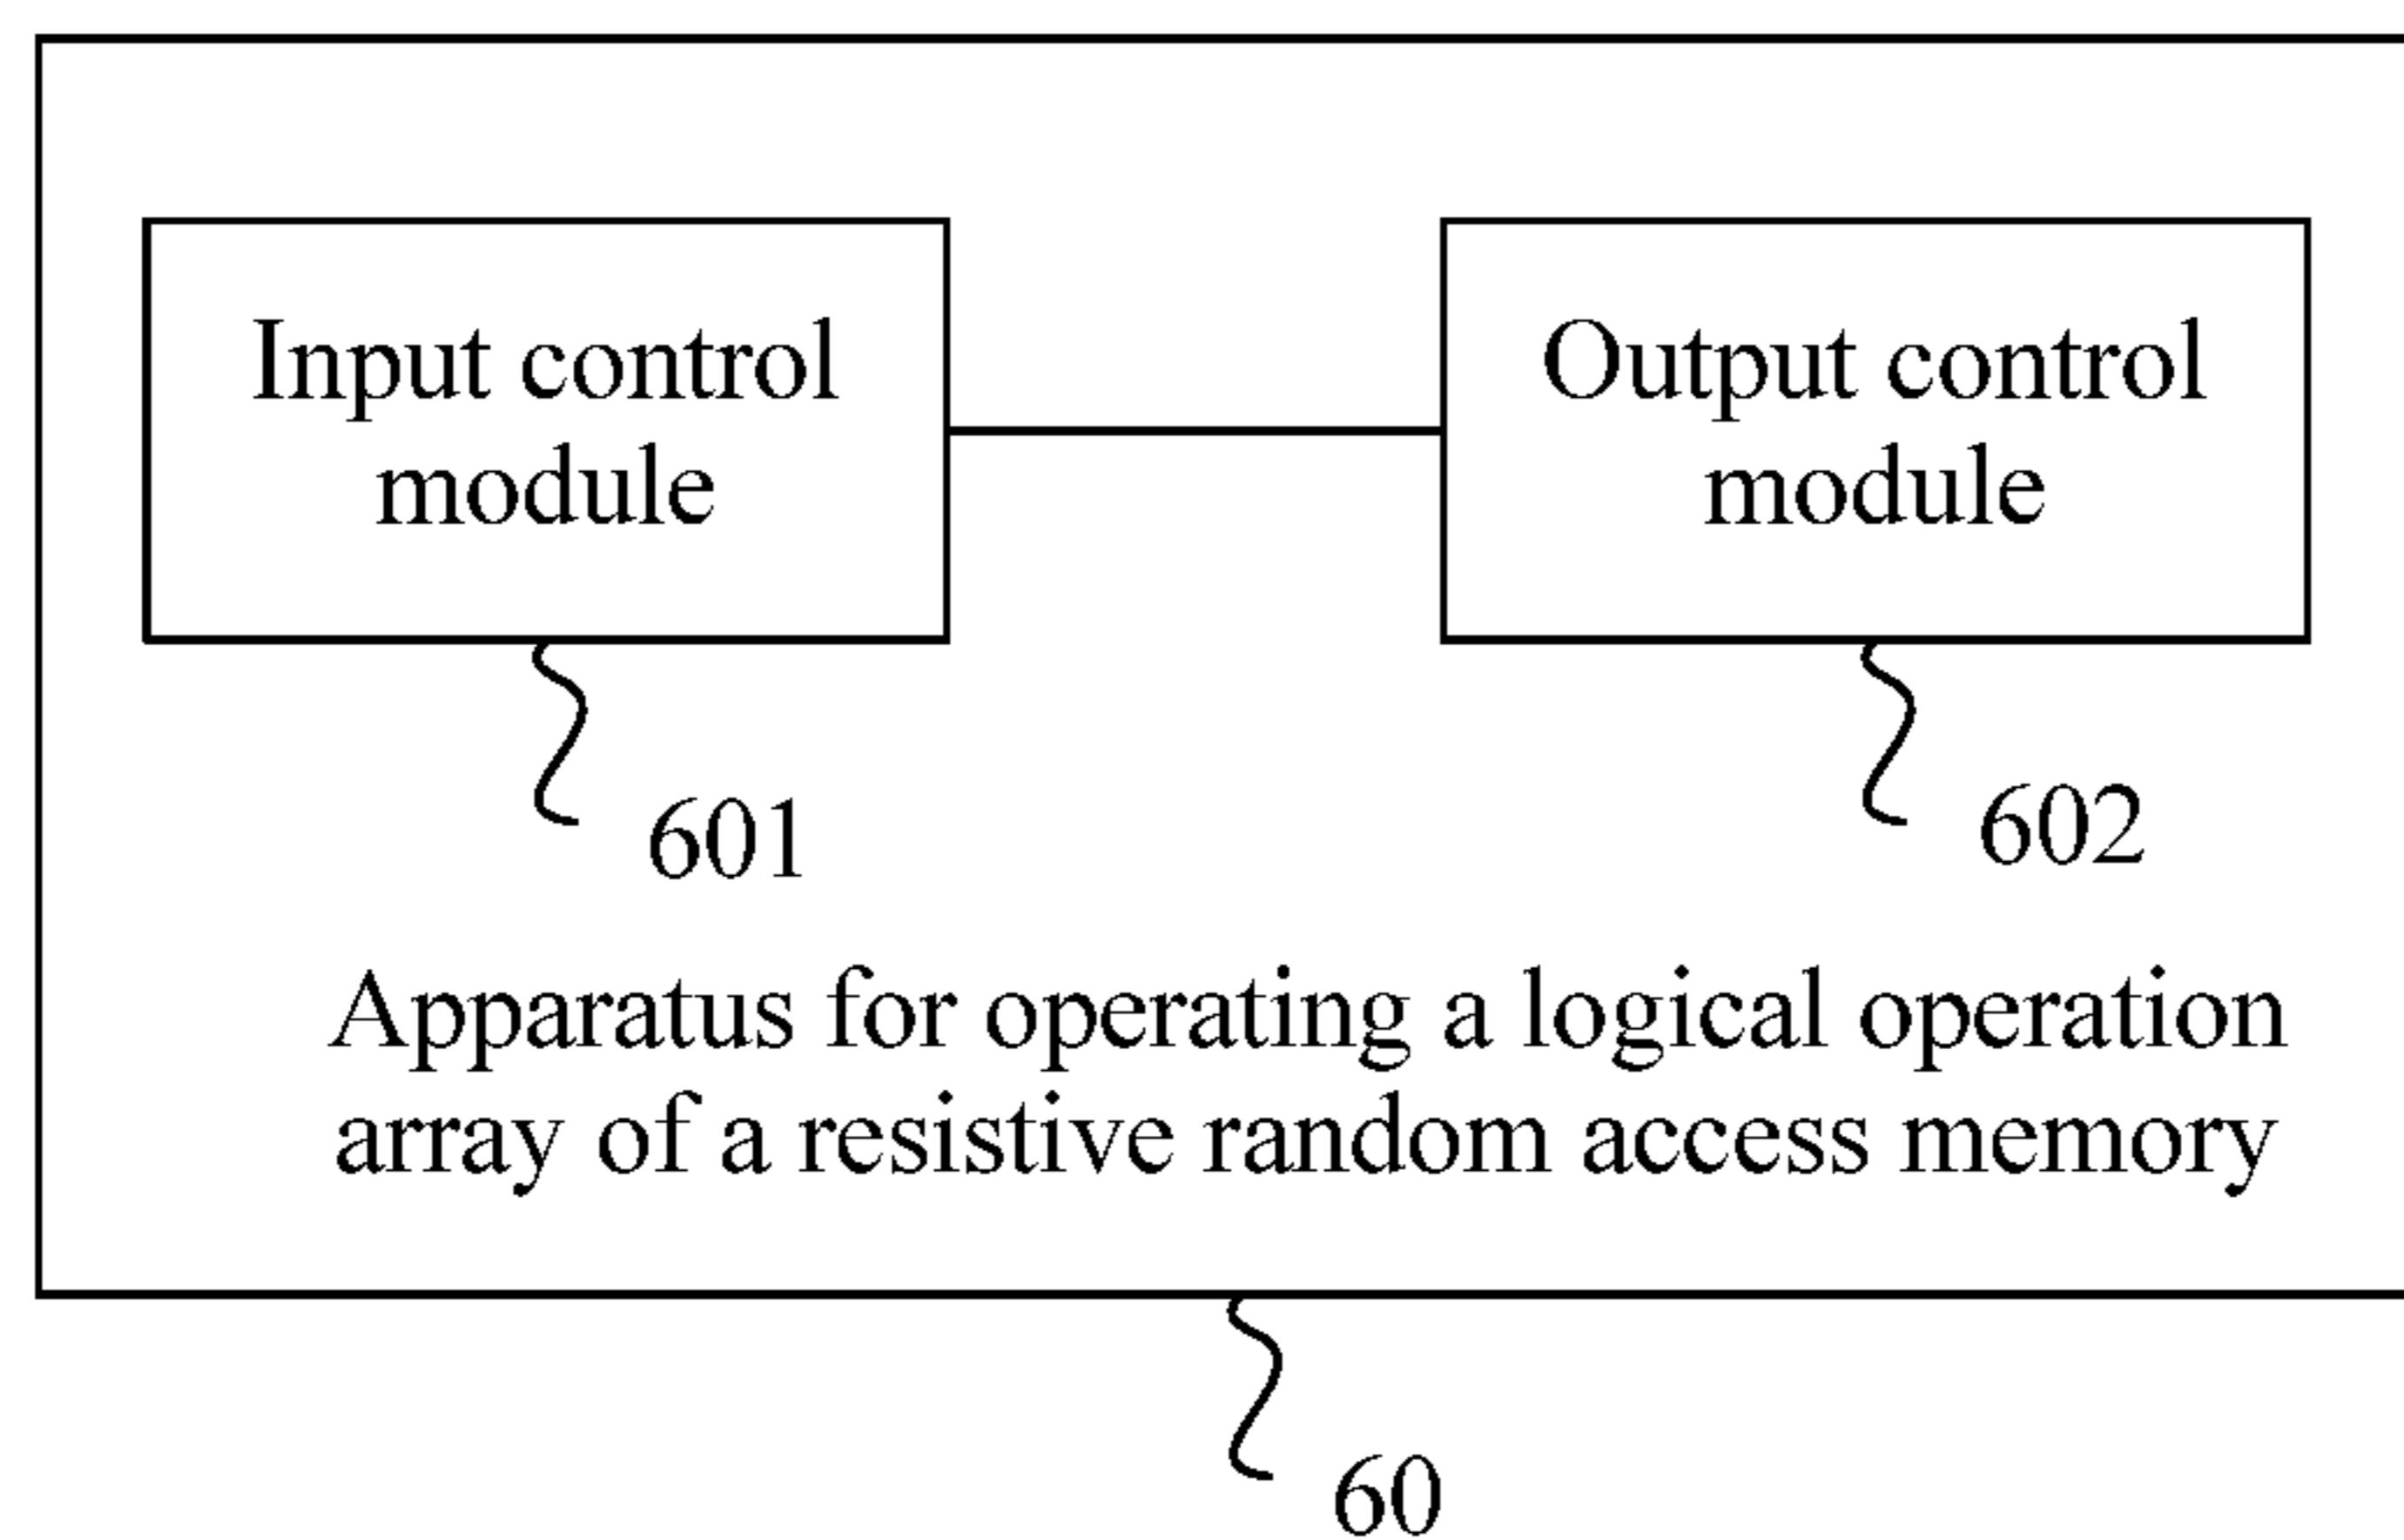 Input control
module
Output control
module
601
602
Apparatus for operating a logical operation
array of a resistive random access memory
60